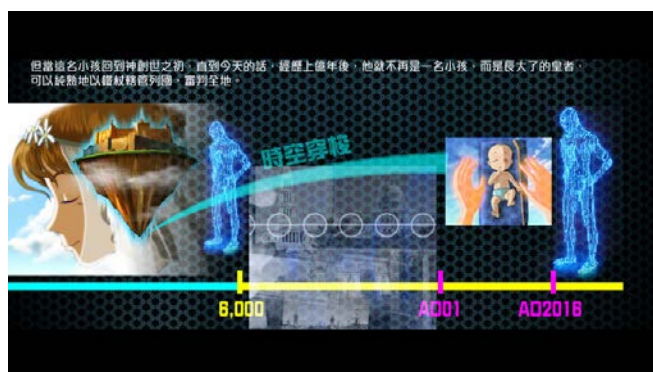 但當這名小孩回到神創世之初，直到今天的話，經歷上億年後，他就不再是一名小孩，而是長大了的皇者，
可以純熟地以鐵杖轄管列國，審判全地。
時空穿梭
6,000
AD01
AD2016